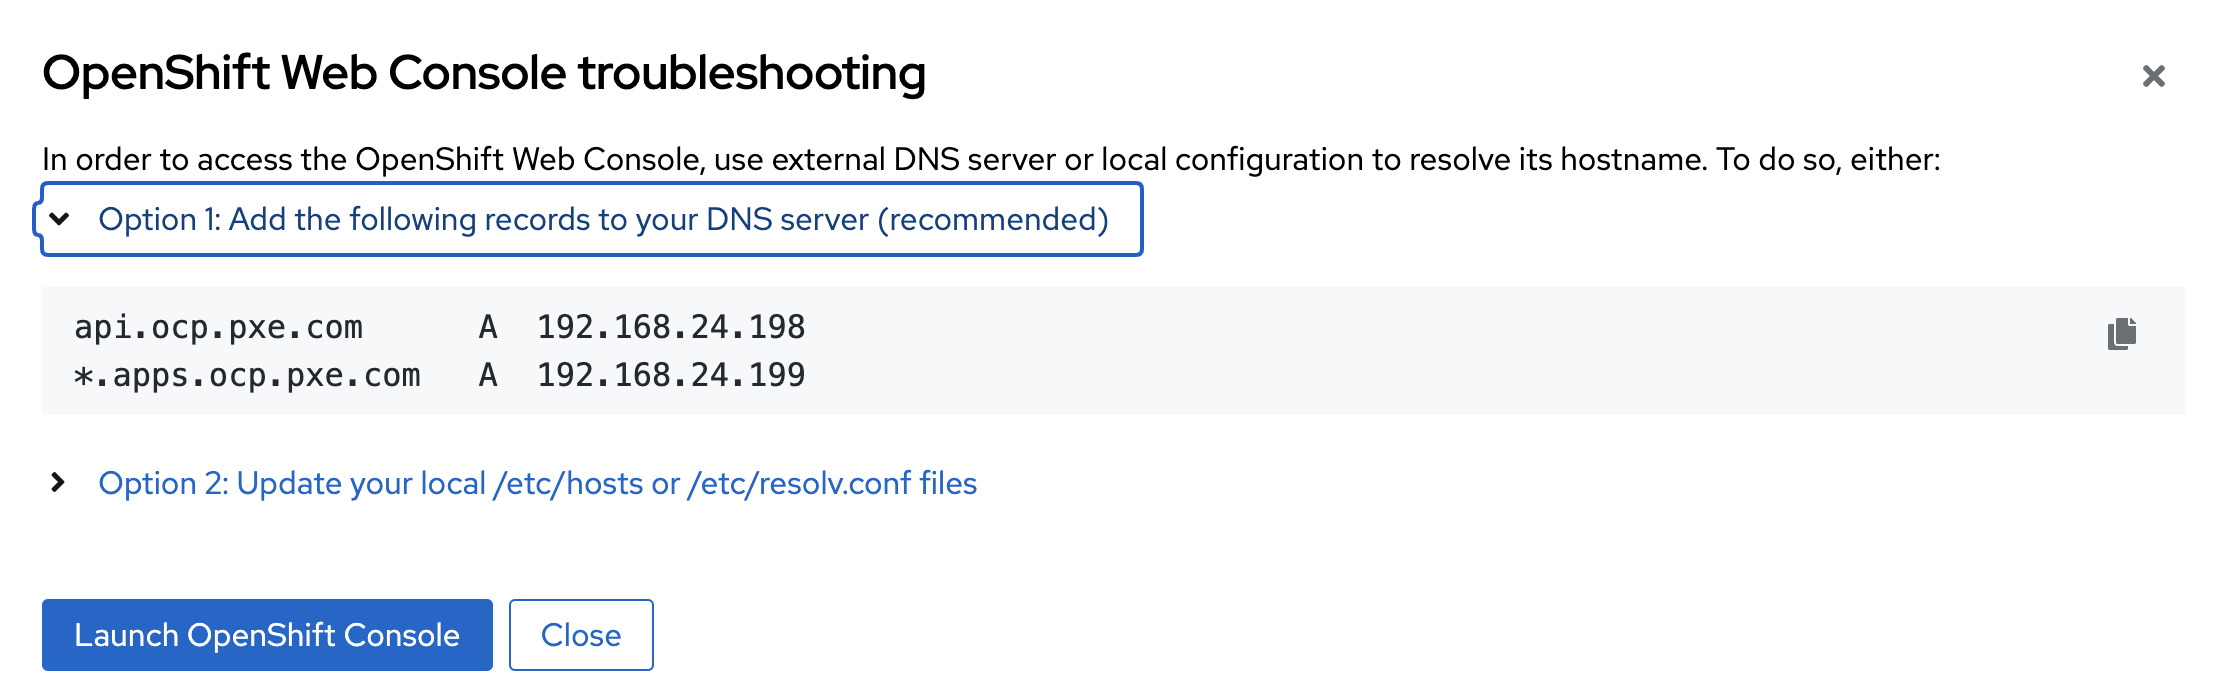 OpenShift Web Console troubleshooting
In order to access the OpenShift Web Console, use external DNS server or local configuration to resolve its hostname. To do so, either:
Option 1: Add the following records to your DNS server (recommended)
api.ocp.pxe.com      A  192.168.24.198
*.apps.ocp.pxe.com   A  192.168.24.199
Option 2: Update your local /etc/hosts or /etc/resolv.conf files
Launch OpenShift Console
Close